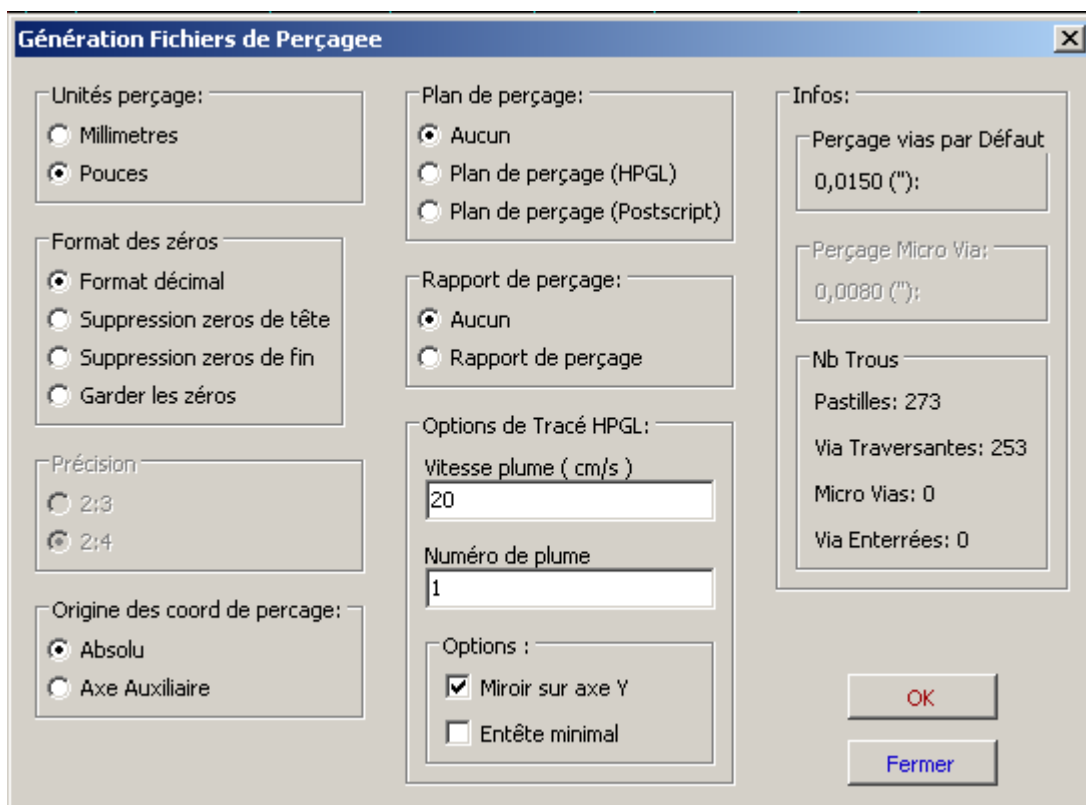 Génération Fichiers de Perçagee
Unités perçage:
Millimetres
Pouces
Format des zéros
Format décimal
Suppression zeros de tête
Suppression zeros de fin
Garder les zéros
Précision
2:3
2:4
Origine des coord de percage:
Absolu
Axe Auxiliaire
Plan de perçage:
Aucun
Plan de perçage (HPGL)
Plan de perçage (Postscript)
Rapport de perçage:
Aucun
Rapport de perçage
Options de Tracé HPGL:
Vitesse plume ( cm/s )
20
Numéro de plume
1
Options :
Miroir sur axe Y
Entête minimal
Infos:
Perçage vias par Défaut
0,0150 ("):
Perçage Micro Via:
0,0080 ("):
Nb Trous
Pastilles: 273
Via Traversantes: 253
Micro Vias: 0
Via Enterrées: 0
OK
Fermer